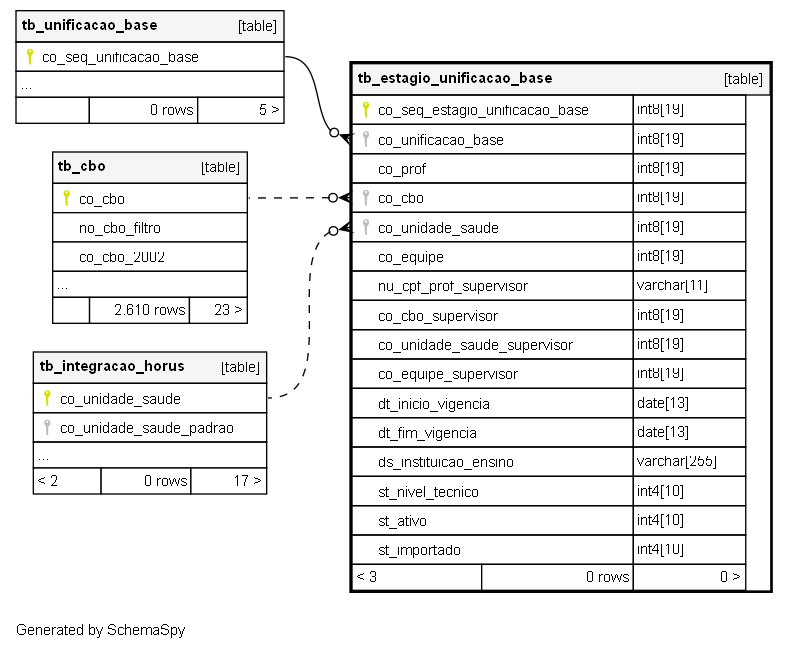 tb_unificacao_base [table]
co_seq_unificacao_base
...
0 rows 5 >
tb_cbo [table]
co_cbo
no_cbo_filtro
co_cbo_2002
...
2.610 rows 23 >
tb_integracao_horus [table]
co_unidade_saude
co_unidade_saude_padrao
...
< 2 0 rows 17 >
tb_estagio_unificacao_base [table]
co_seq_estagio_unificacao_base int8[19]
co_unificacao_base int8[19]
co_prof int8[19]
co_cbo int8[19]
co_unidade_saude int8[19]
co_equipe int8[19]
nu_cpf_prof_supervisor varchar[11]
co_cbo_supervisor int8[19]
co_unidade_saude_supervisor int8[19]
co_equipe_supervisor int8[19]
dt_inicio_vigencia date[13]
dt_fim_vigencia date[13]
ds_instituicao_ensino varchar[255]
st_nivel_tecnico int4[10]
st_ativo int4[10]
st_importado int4[10]
< 3 0 rows 0 >
Generated by SchemaSpy